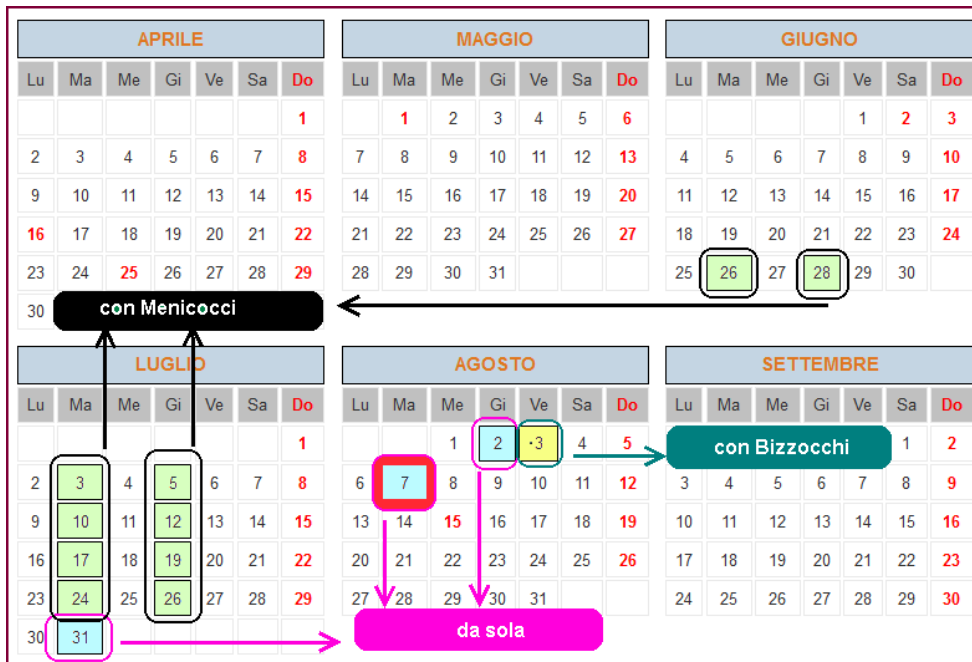 APRILE MAGGIO GIUGNO
Lu Ma Me Gi Ve Sa Do Lu Ma Me Gi Ve Sa Do Lu Ma Me Gi Ve Sa Do
1 1 2 3 4 5 6 1 2 3
2 3 4 5 6 7 8 7 8 9 10 11 12 13 4 5 6 7 8 9 10
9 10 11 12 13 14 15 14 15 16 17 18 19 20 11 12 13 14 15 16 17
16 17 18 19 20 21 22 21 22 23 24 25 26 27 18 19 20 21 22 23 24
23 24 25 26 27 28 29 28 29 30 31 25 26 27 28 29 30
30 con Menicocci
LUGLIO AGOSTO SETTEMBRE
Lu Ma Me Gi Ve Sa Do Lu Ma Me Gi Ve Sa Do Lu Ma Me Gi Ve Sa Do
1 1 2 3 4 5 con Bizzocchi 1 2
2 3 4 5 6 7 8 6 7 8 9 10 11 12 3 4 5 6 7 8 9
9 10 11 12 13 14 15 13 14 15 16 17 18 19 10 11 12 13 14 15 16
16 17 18 19 20 21 22 20 21 22 23 24 25 26 17 18 19 20 21 22 23
23 24 25 26 27 28 29 27 28 29 30 31 24 25 26 27 28 29 30
30 31 da sola